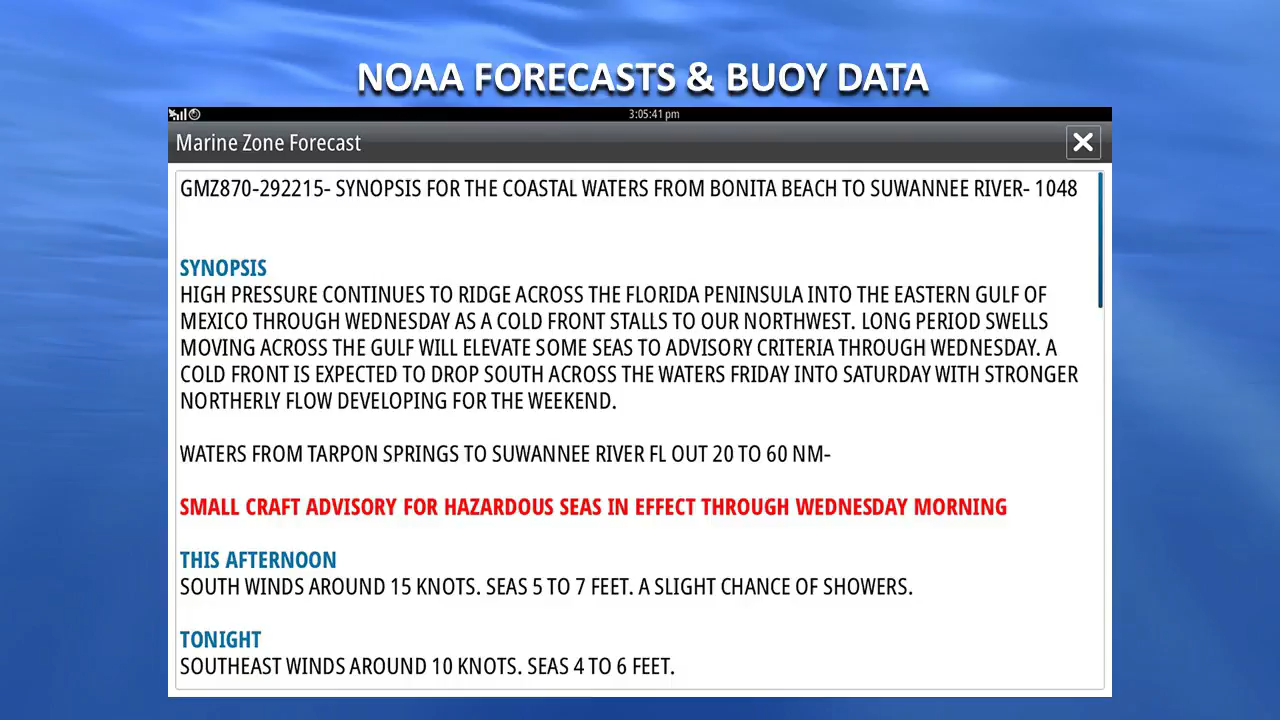 NOAA FORECASTS & BUOY DATA
3:05:41 pm
Marine Zone Forecast
GMZ870-292215- SYNOPSIS FOR THE COASTAL WATERS FROM BONITA BEACH TO SUWANNEE RIVER- 1048
SYNOPSIS
HIGH PRESSURE CONTINUES TO RIDGE ACROSS THE FLORIDA PENINSULA INTO THE EASTERN GULF OF
MEXICO THROUGH WEDNESDAY AS A COLD FRONT STALLS TO OUR NORTHWEST. LONG PERIOD SWELLS
MOVING ACROSS THE GULF WILL ELEVATE SOME SEAS TO ADVISORY CRITERIA THROUGH WEDNESDAY. A
COLD FRONT IS EXPECTED TO DROP SOUTH ACROSS THE WATERS FRIDAY INTO SATURDAY WITH STRONGER
NORTHERLY FLOW DEVELOPING FOR THE WEEKEND.
WATERS FROM TARPON SPRINGS TO SUWANNEE RIVER FL OUT 20 TO 60 NM-
SMALL CRAFT ADVISORY FOR HAZARDOUS SEAS IN EFFECT THROUGH WEDNESDAY MORNING
THIS AFTERNOON
SOUTH WINDS AROUND 15 KNOTS. SEAS 5 TO 7 FEET. A SLIGHT CHANCE OF SHOWERS.
TONIGHT
SOUTHEAST WINDS AROUND 10 KNOTS. SEAS 4 TO 6 FEET.